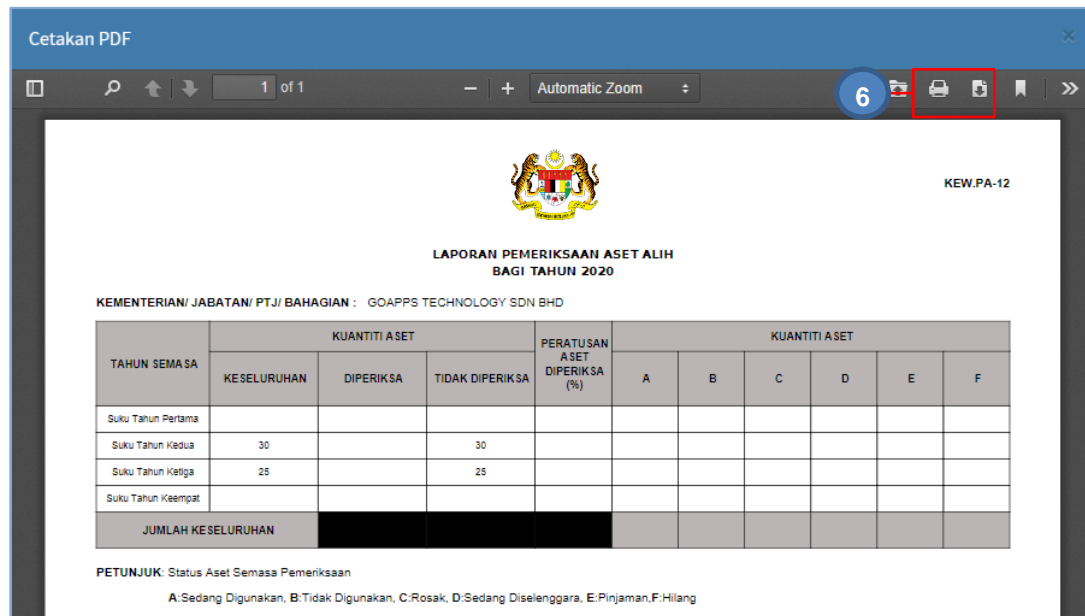 Cetakan PDF
×
1 of 1
Automatic Zoom
6
KEW.PA-12
LAPORAN PEMERIKSAAN ASET ALIH
BAGI TAHUN 2020
KEMENTERIAN/ JABATAN/ PTJ/ BAHAGIAN : GOAPPS TECHNOLOGY SDN BHD
TAHUN SEMASA
KUANTITI ASET
PERATUSAN ASET DIPERIKSA (%)
KUANTITI ASET
KESELURUHAN DIPERIKSA TIDAK DIPERIKSA A B C D E F
Suku Tahun Pertama
Suku Tahun Kedua 30 30
Suku Tahun Ketiga 25 25
Suku Tahun Keempat
JUMLAH KESELURUHAN
PETUNJUK: Status Aset Semasa Pemeriksaan
A:Sedang Digunakan, B:Tidak Digunakan, C:Rosak, D:Sedang Diselenggara, E:Pinjaman,F:Hilang